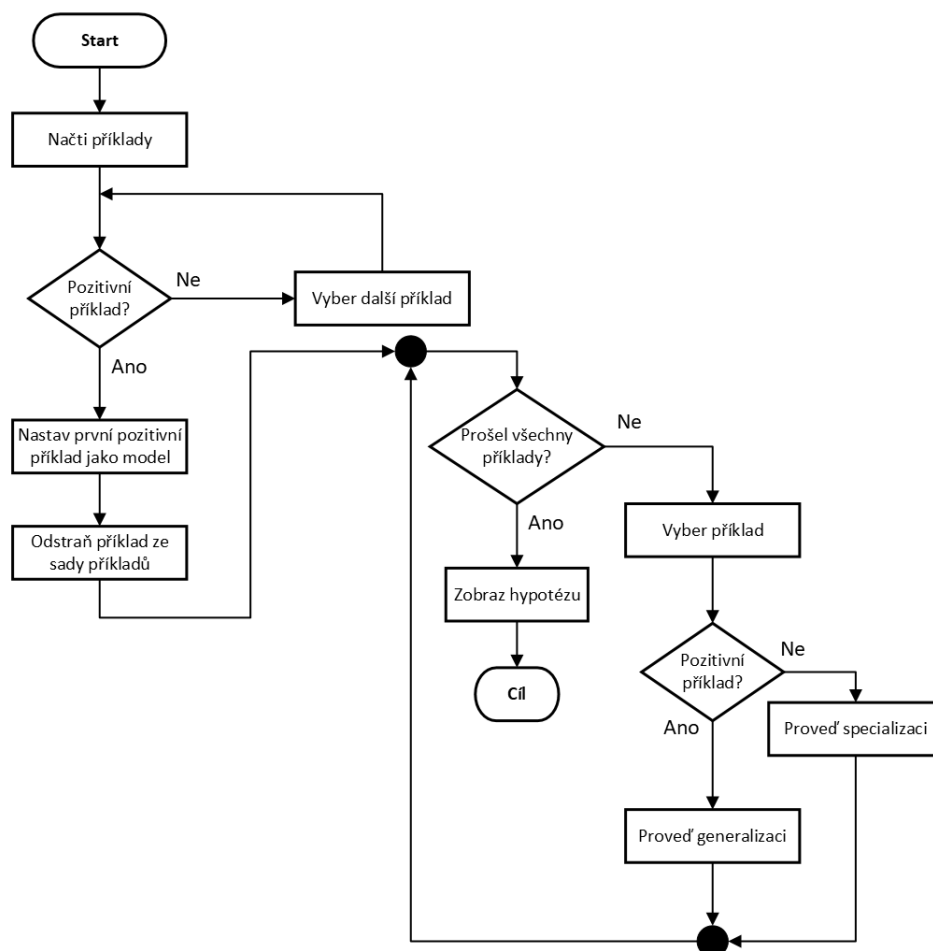 Start
Načti příklady
Pozitivní
příklad?
Ne
Vyber další příklad
Ano
Nastav první pozitivní
příklad jako model
Odstraň příklad ze
sady příkladů
Prošel všechny
příklady?
Ne
Ano
Vyber příklad
Zobraz hypotézu
Cíl
Pozitivní
příklad?
Ne
Ano
Proveď specializaci
Proveď generalizaci